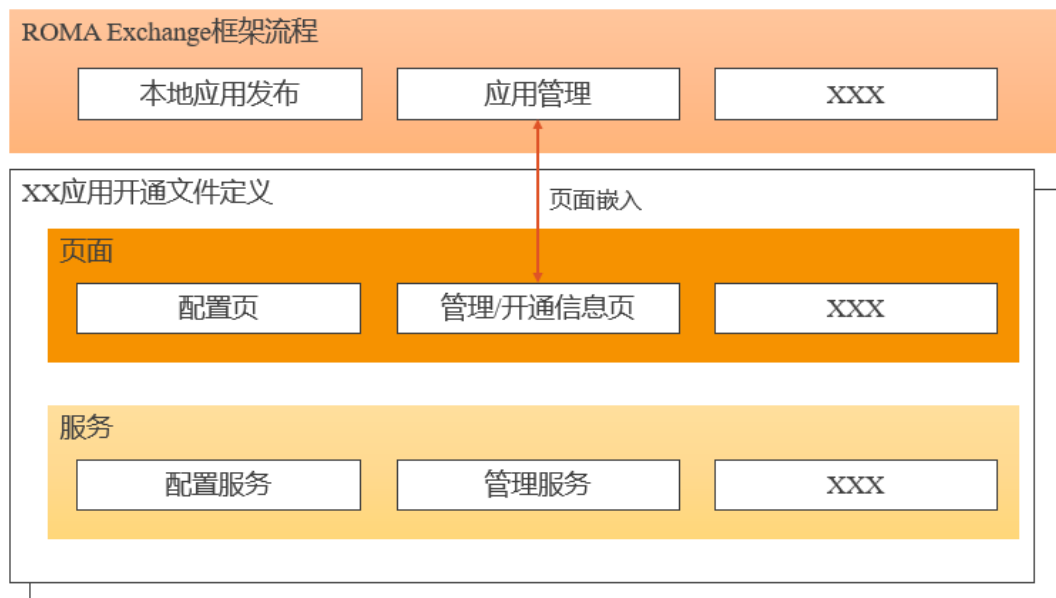 ROMA Exchange框架流程
本地应用发布
应用管理
XXX
XX应用开通文件定义
页面嵌入
页面
配置页
管理/开通信息页
XXX
服务
配置服务
管理服务
XXX